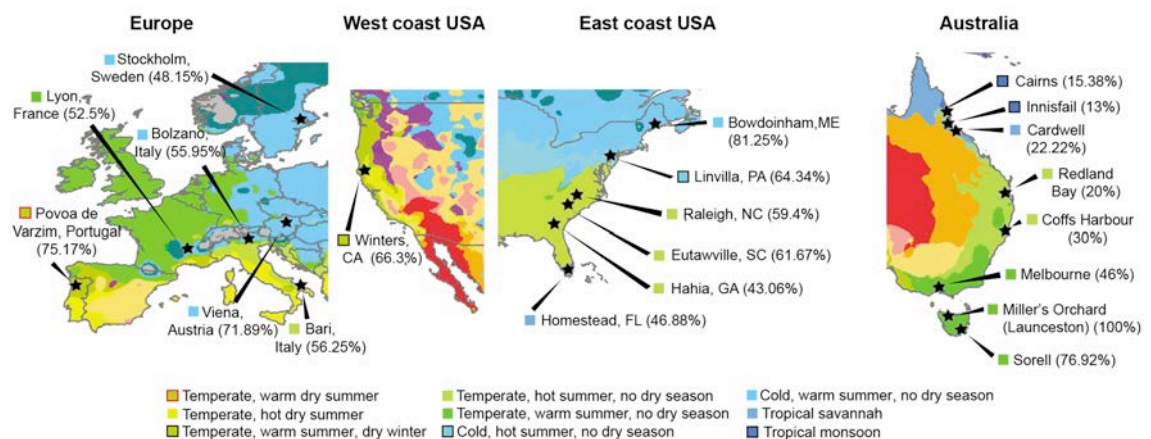 Europe
West coast USA
East coast USA
Australia
Stockholm,
Sweden (48.15%)
Lyon,
France (52.5%)
Bolzano,
Italy (55.95%)
Povoa de
Varzim, Portugal
(75.17%)
Viena,
Austria (71.89%)
Bari,
Italy (56.25%)
Winters,
CA (66.3%)
Bowdoinham,ME
(81.25%)
Linvilla, PA (64.34%)
Raleigh, NC (59.4%)
Eutawville, SC (61.67%)
Hahia, GA (43.06%)
Homestead, FL (46.88%)
Cairns (15.38%)
Innisfail (13%)
Cardwell
(22.22%)
Redland
Bay (20%)
Coffs Harbour
(30%)
Melbourne (46%)
Miller's Orchard
(Launceston) (100%)
Sorell (76.92%)
Temperate, warm dry summer
Temperate, hot dry summer
Temperate, warm summer, dry winter
Temperate, hot summer, no dry season
Temperate, warm summer, no dry season
Cold, hot summer, no dry season
Cold, warm summer, no dry season
Tropical savannah
Tropical monsoon